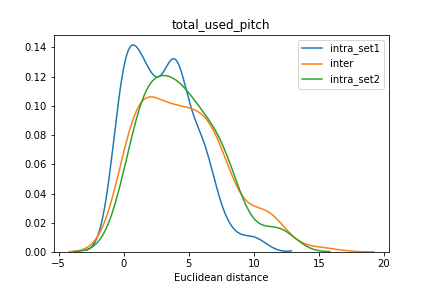 total_used_pitch
intra_set1
inter
intra_set2
0.14
0.12
0.10
0.08
0.06
0.04
0.02
0.00
−5 0 5 10 15 20
Euclidean distance